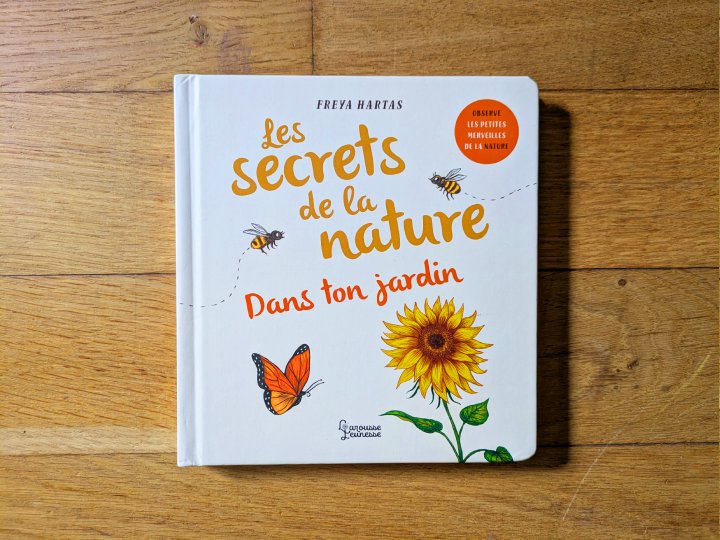 FREYA HARTAS
OBSERVE
LES PETITES
MERVEILLES
DE LA NATURE
Les
secrets
de la
nature
Dans ton jardin
Larousse
Jeunesse